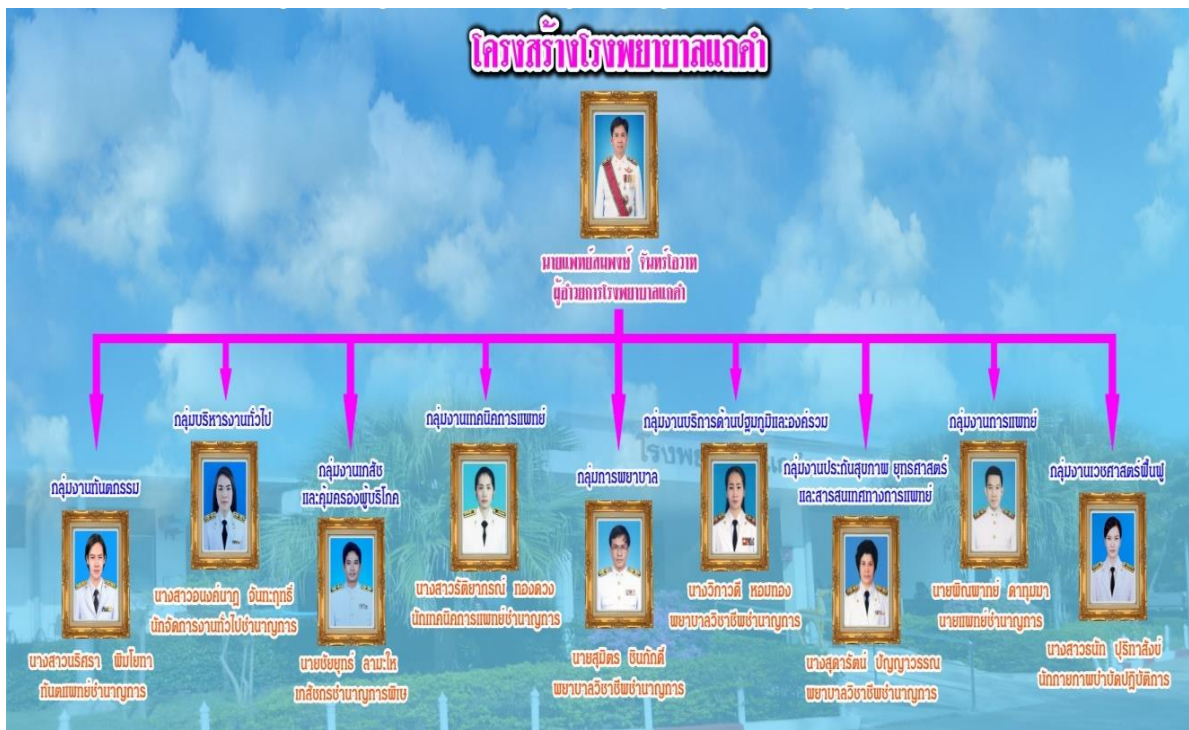 โครงสร้างโรงพยาบาลแกดำ
นายแพทย์สมพงษ์ จันทร์โอวาท
ผู้อำนวยการโรงพยาบาลแกดำ
กลุ่มงานทันตกรรม
นางสาวนริศรา พิมโยทา
ทันตแพทย์ชำนาญการ
กลุ่มบริหารงานทั่วไป
นางสาวอนงค์นาฎ จันทะฤทธิ์
นักจัดการงานทั่วไปชำนาญการ
กลุ่มงานเภสัช
และคุ้มครองผู้บริโภค
นายชัยยุทธ์ ลามะให
เภสัชกรชำนาญการพิเษ
กลุ่มงานเทคนิคการแพทย์
นางสาวรัติยาภรณ์ ทองดวง
นักเทคนิคการแพทย์ชำนาญการ
กลุ่มการพยาบาล
นายสุมิตร ชินภักดี์
พยาบาลวิชาชีพชำนาญการ
กลุ่มงานบริการด้านปฐมภูมิและองค์รวม
นางวิภาวดี หอมทอง
พยาบาลวิชาชีพชำนาญการ
กลุ่มงานประกันสุขภาพ ยุทธศาสตร์
และสารสนเทศทางการแพทย์
นางสุดารัตน์ ปัญญาวรรณ
พยาบาลวิชาชีพชำนาญการ
กลุ่มงานการแพทย์
นายพิณพาทย์ ดาทุมมา
นายแพทย์ชำนาญการ
กลุ่มงานเวชศาสตร์ฟื้นฟู
นางสาวธนัท ปุริทาสังข์
นักกายภาพบำบัดปฏิบัติการ